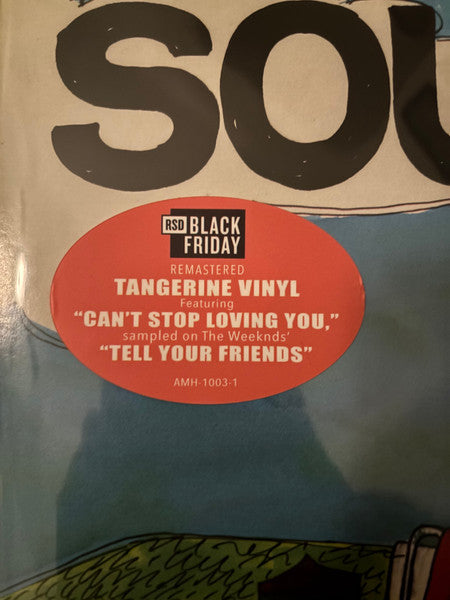 SOU
RSD BLACK
FRIDAY
REMASTERED
TANGERINE VINYL
Featuring
"CAN'T STOP LOVING YOU,"
sampled on The Weeknds'
"TELL YOUR FRIENDS"
AMH-1003-1